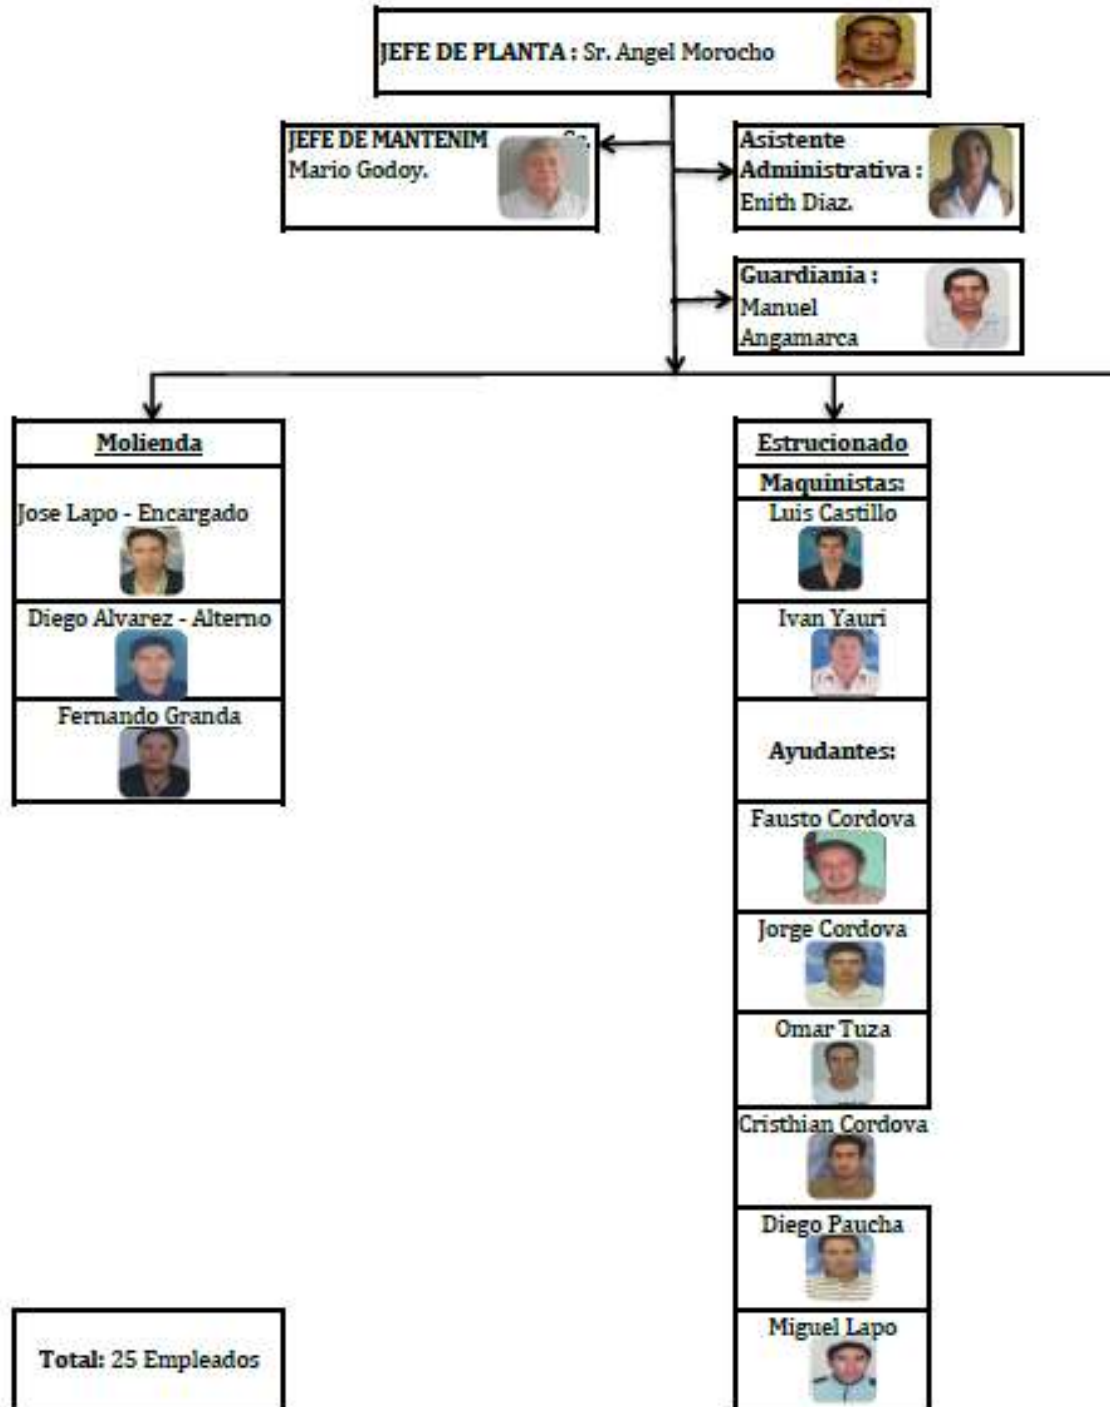 JEFE DE PLANTA : Sr. Angel Morocho
JEFE DE MANTENIM Sr.
Mario Godoy.
Asistente
Administrativa :
Enith Diaz.
Guardiania :
Manuel
Angamarca
Molienda
Jose Lapo - Encargado
Diego Alvarez - Alterno
Fernando Granda
Estrucionado
Maquinistas:
Luis Castillo
Ivan Yauri
Ayudantes:
Fausto Cordova
Jorge Cordova
Omar Tuza
Cristhian Cordova
Diego Paucha
Miguel Lapo
Total: 25 Empleados